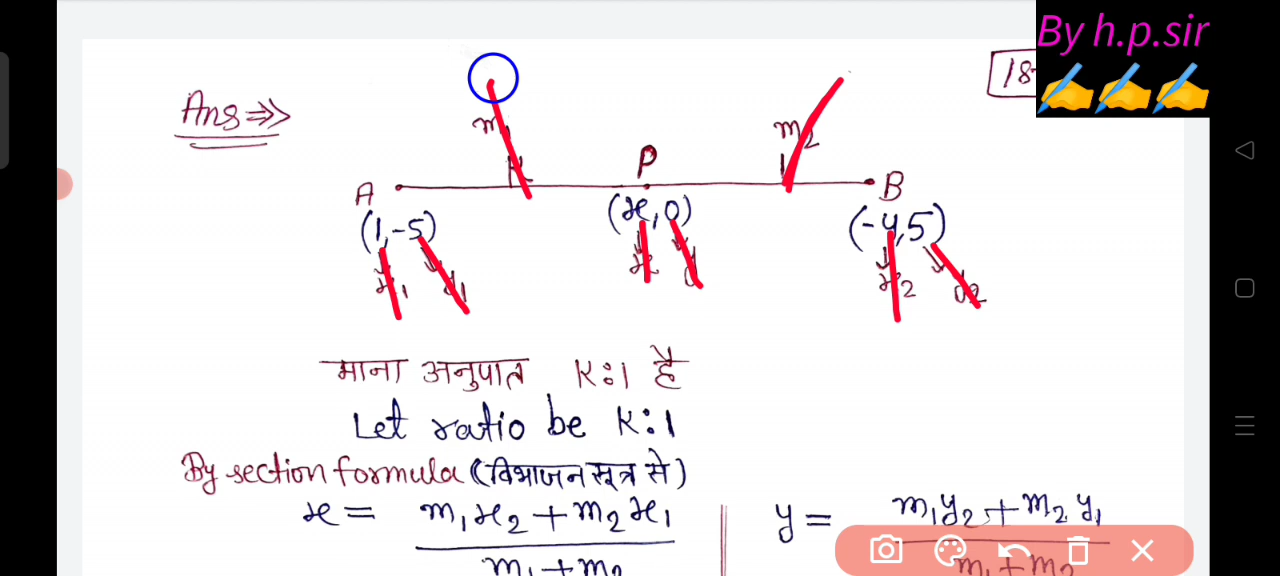 By h.p.sir
18
Ans⇒>
m1 m2
K P 1
A B
(1,-5) (x,0) (-4,5)
x1 y1 x y x2 y2
माना अनुपात K:1 है
Let ratio be K:1
By section formula (विभाजन सूत्र से)
x = m1x2 + m2x1 y = m1y2 + m2y1
m1+m2 m1+m2